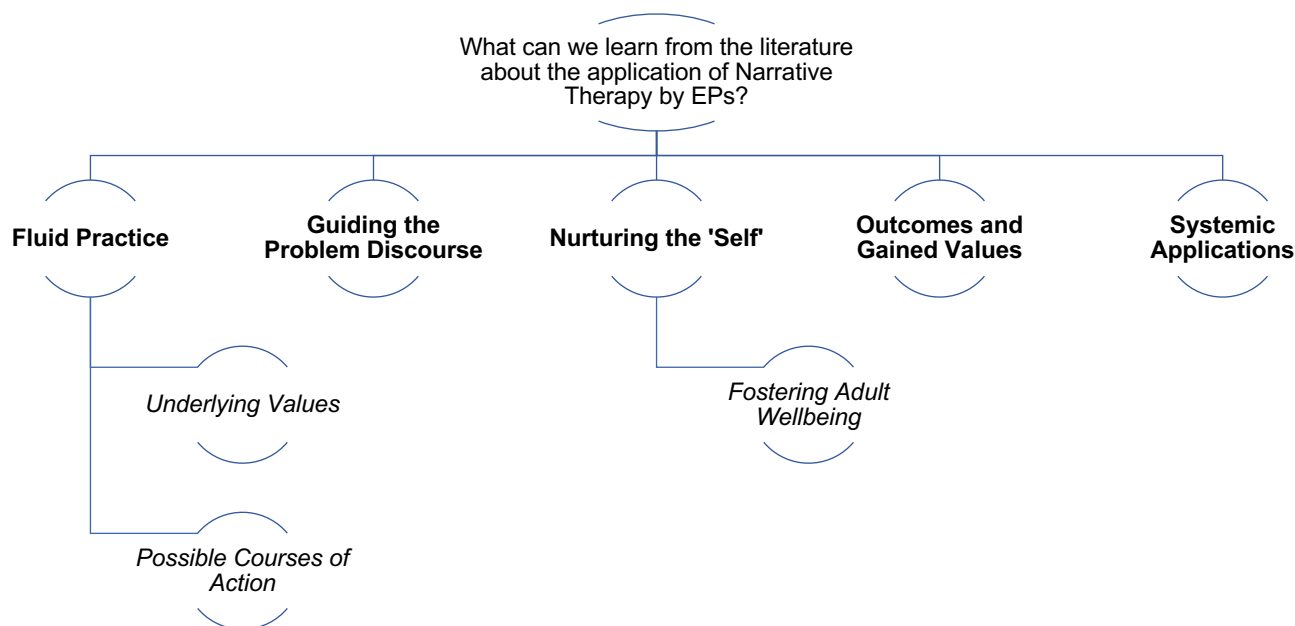 What can we learn from the literature
about the application of Narrative
Therapy by EPs?
Fluid Practice
Guiding the
Problem Discourse
Nurturing the 'Self'
Outcomes and
Gained Values
Systemic
Applications
Underlying Values
Fostering Adult
Wellbeing
Possible Courses of
Action